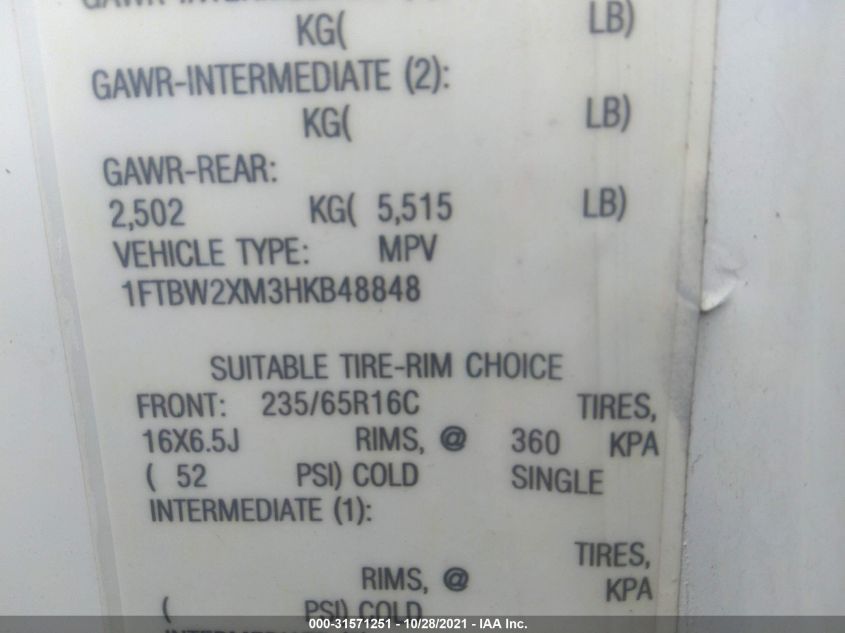 KG( LB)
GAWR-INTERMEDIATE (2):
KG( LB)
GAWR-REAR:
2,502 KG( 5,515 LB)
VEHICLE TYPE: MPV
1FTBW2XM3HKB48848
SUITABLE TIRE-RIM CHOICE
FRONT: 235/65R16C TIRES,
16X6.5J RIMS, @ 360 KPA
( 52 PSI) COLD SINGLE
INTERMEDIATE (1):
TIRES,
RIMS, @ KPA
( PSI) COLD
000-31571251 - 10/28/2021 - IAA Inc.